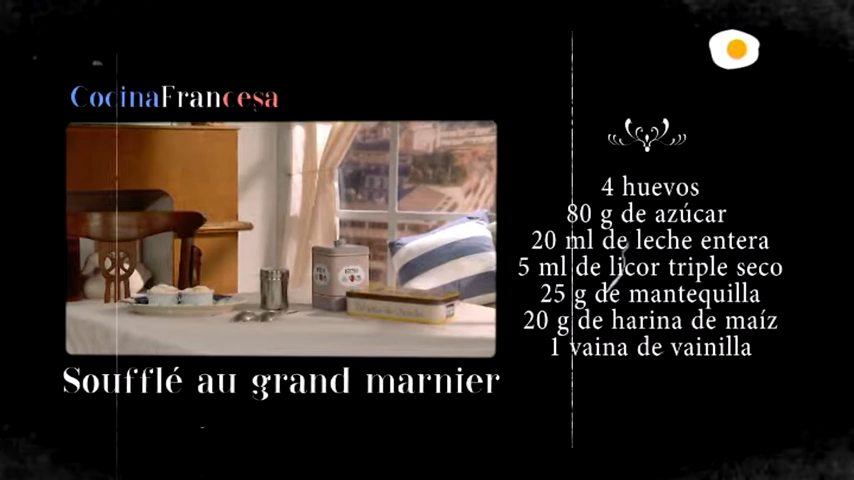 CocinaFrancesa
Soufflé au grand marnier
4 huevos
80 g de azúcar
20 ml de leche entera
5 ml de licor triple seco
25 g de mantequilla
20 g de harina de maíz
1 vaina de vainilla